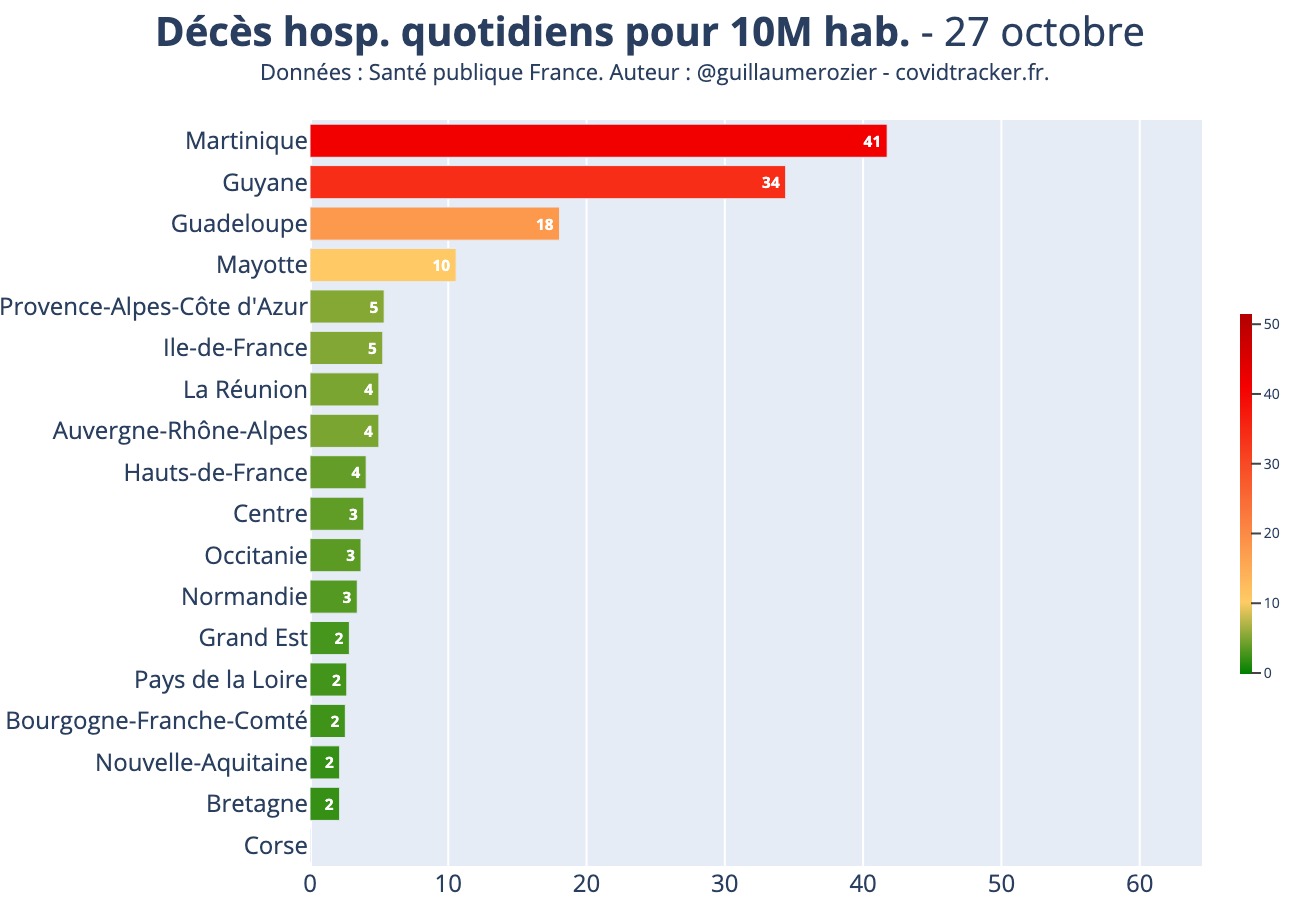 Décès hosp. quotidiens pour 10M hab. - 27 octobre
Données : Santé publique France. Auteur : @guillaumerozier - covidtracker.fr.
Martinique 41
Guyane 34
Guadeloupe 18
Mayotte 10
Provence-Alpes-Côte d'Azur 5
Ile-de-France 5
La Réunion 4
Auvergne-Rhône-Alpes 4
Hauts-de-France 4
Centre 3
Occitanie 3
Normandie 3
Grand Est 2
Pays de la Loire 2
Bourgogne-Franche-Comté 2
Nouvelle-Aquitaine 2
Bretagne 2
Corse
0 10 20 30 40 50 60
50
40
30
20
10
0